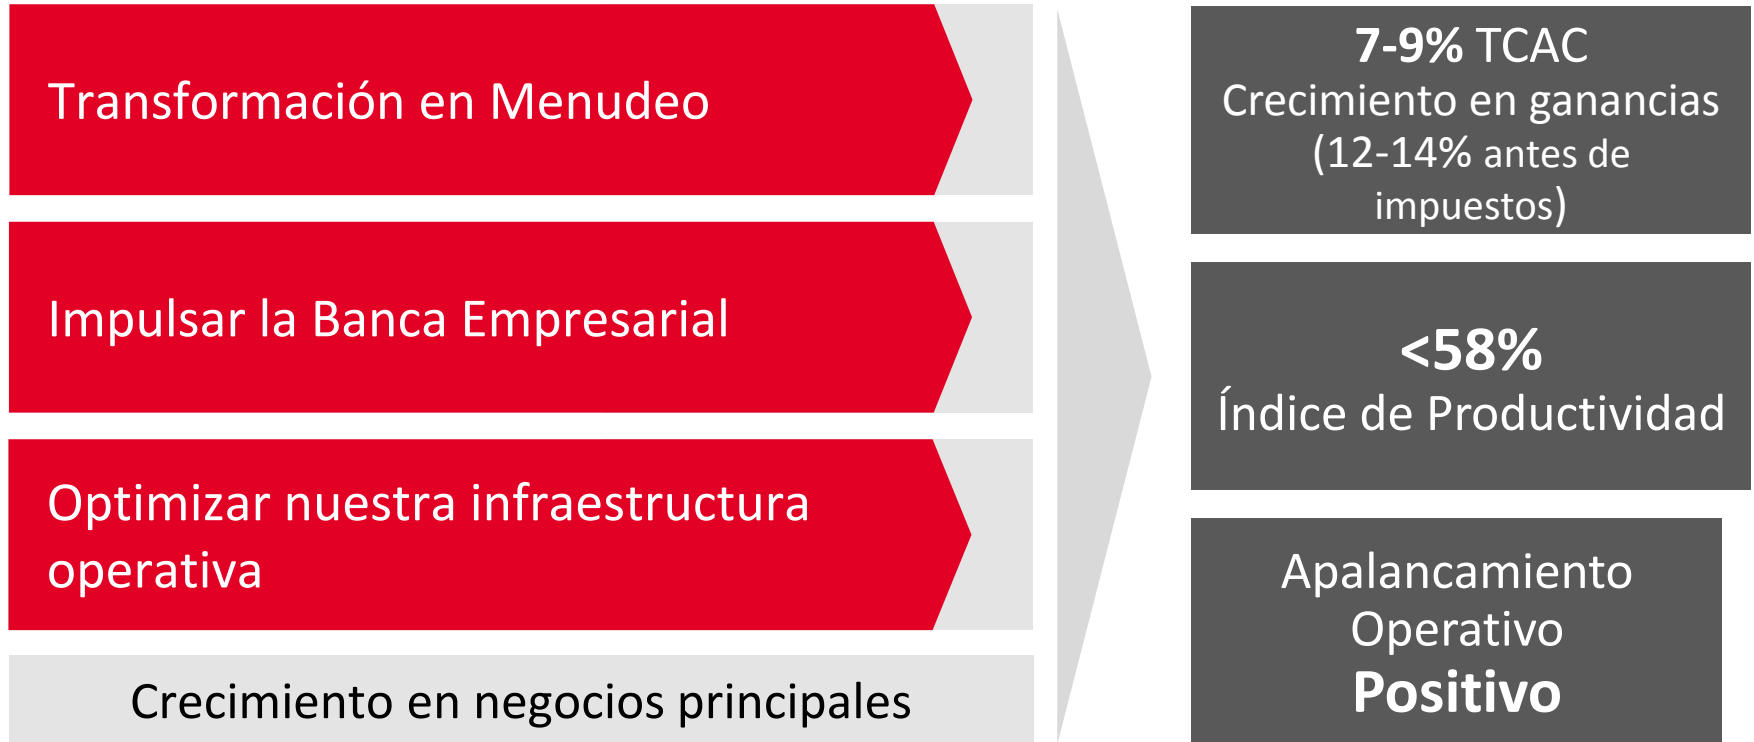 Transformación en Menudeo
Impulsar la Banca Empresarial
Optimizar nuestra infraestructura
operativa
Crecimiento en negocios principales
7-9% TCAC
Crecimiento en ganancias
(12-14% antes de
impuestos)
<58%
Índice de Productividad
Apalancamiento
Operativo
Positivo